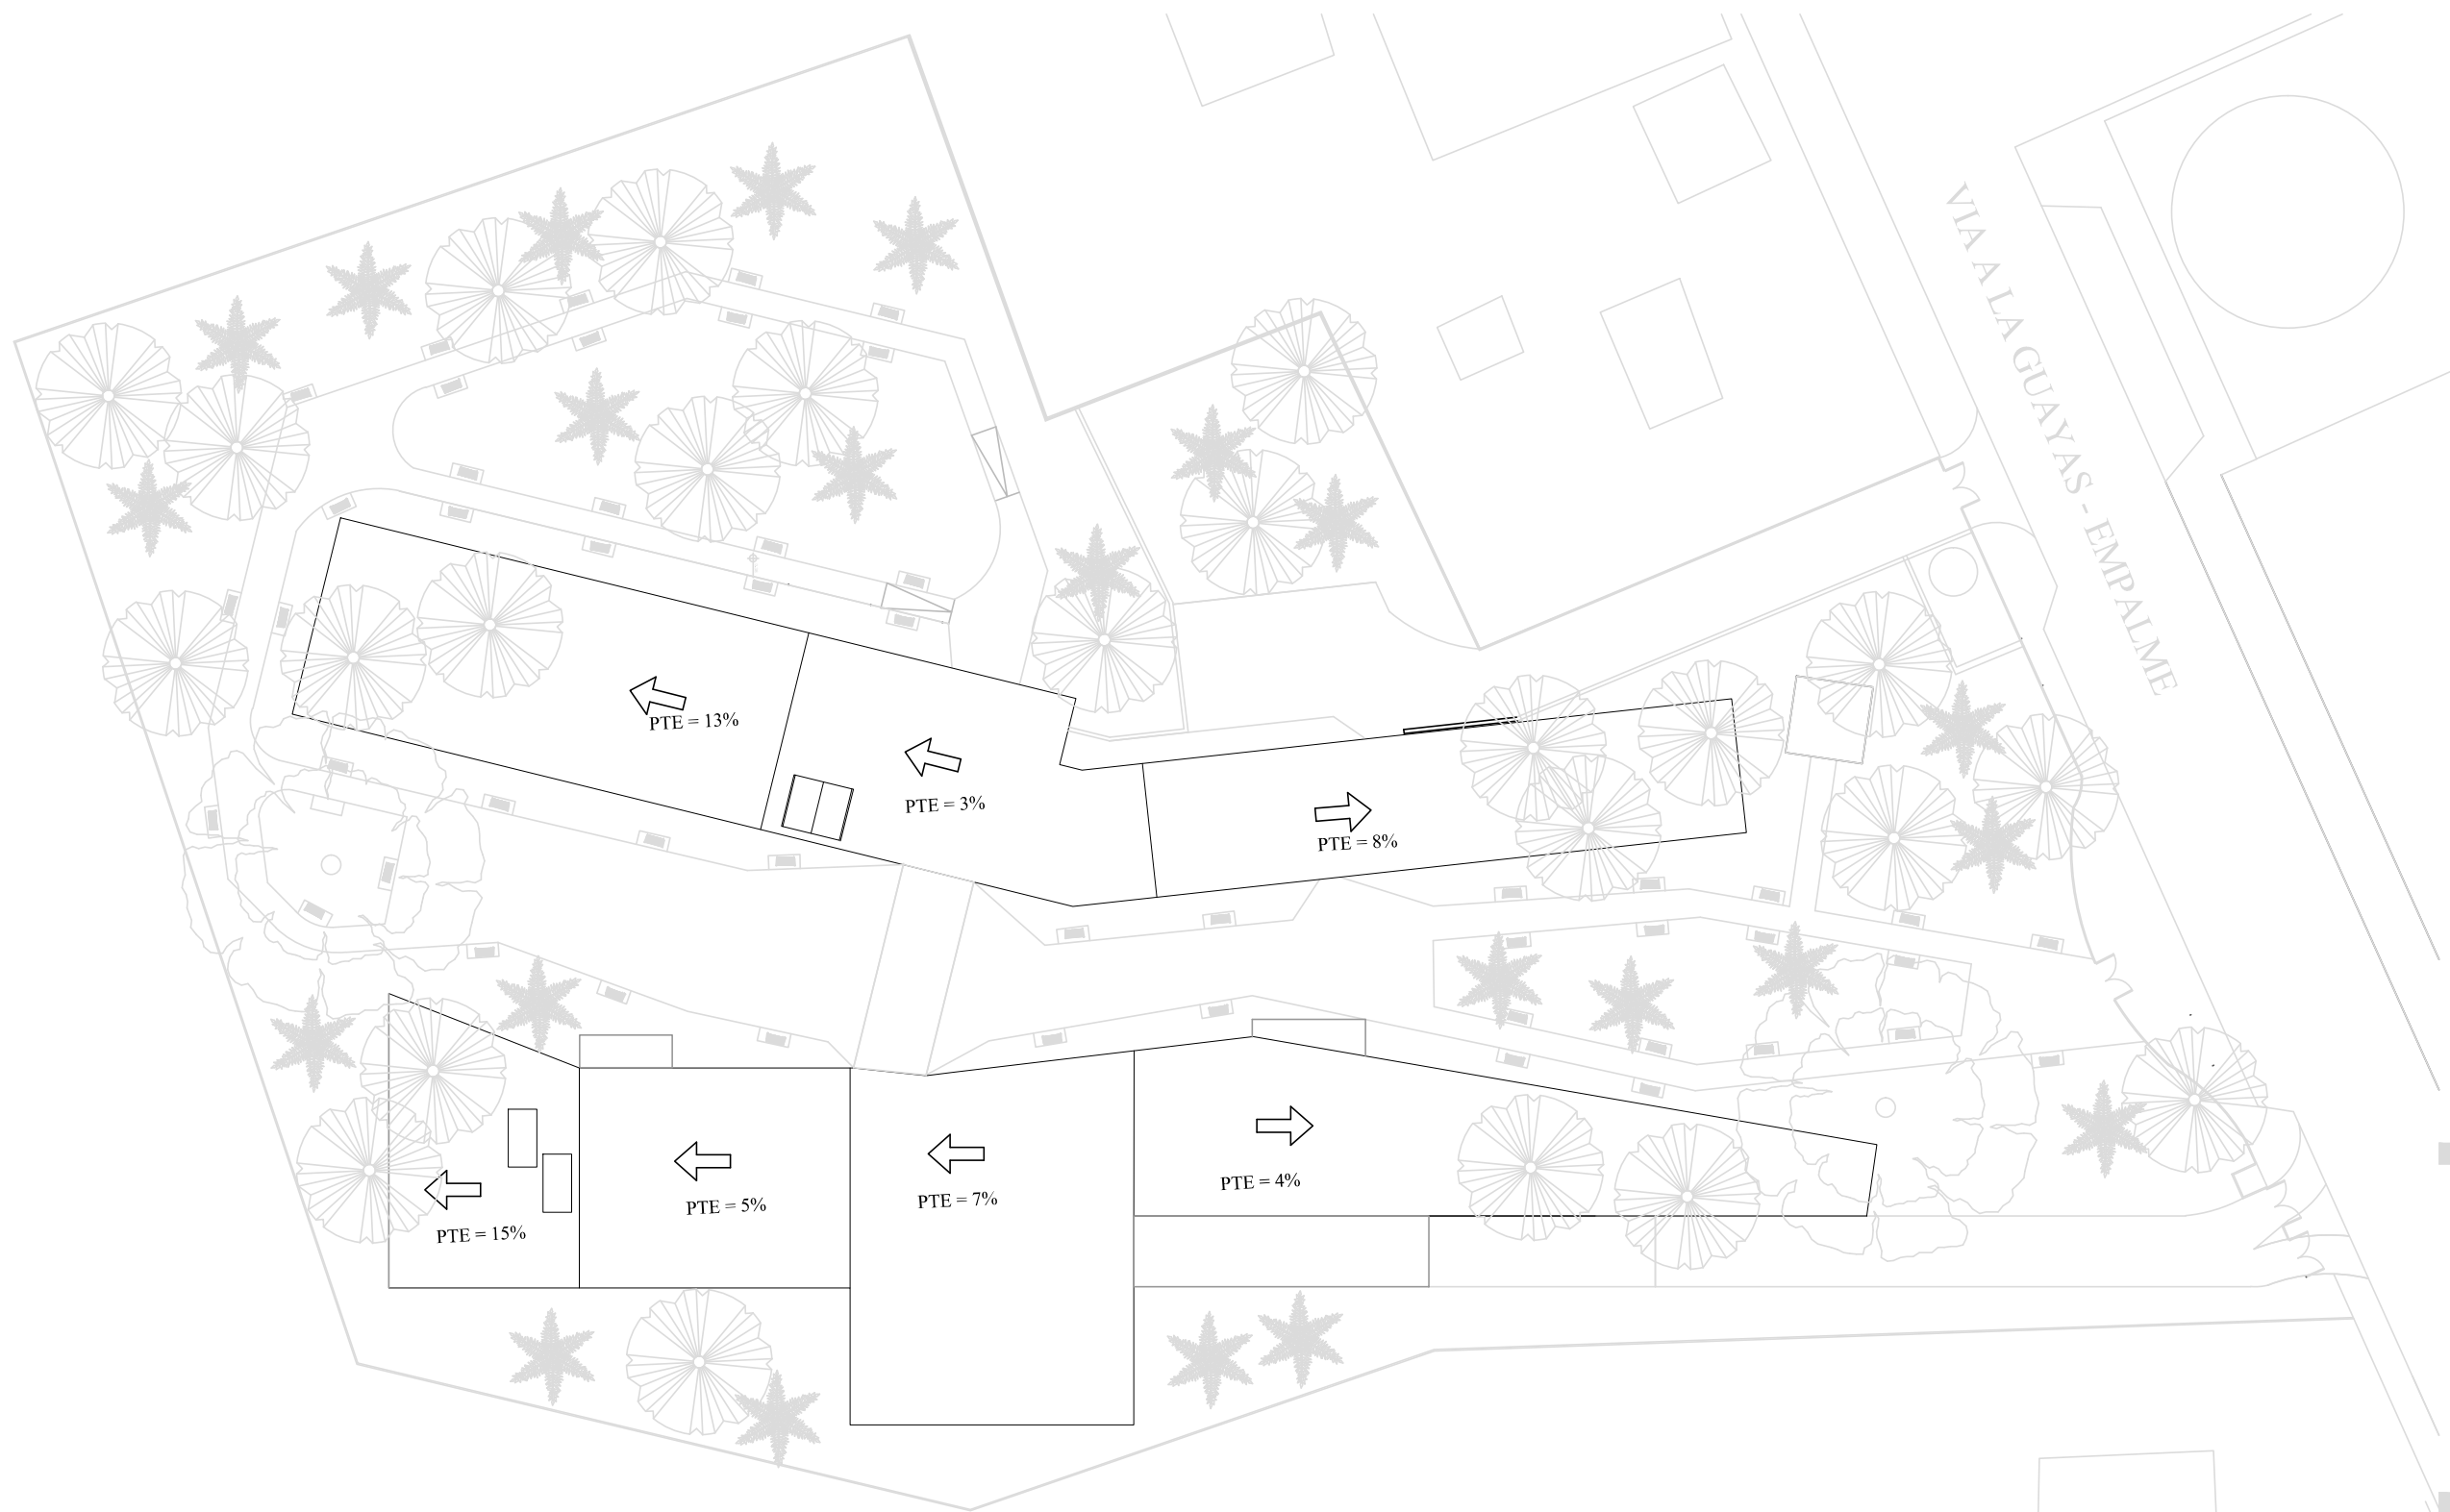 VIA A LA GUAYAS - EMPALME
PTE = 13%
PTE = 3%
PTE = 8%
PTE = 15%
PTE = 5%
PTE = 7%
PTE = 4%